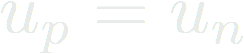 u_p = u_n